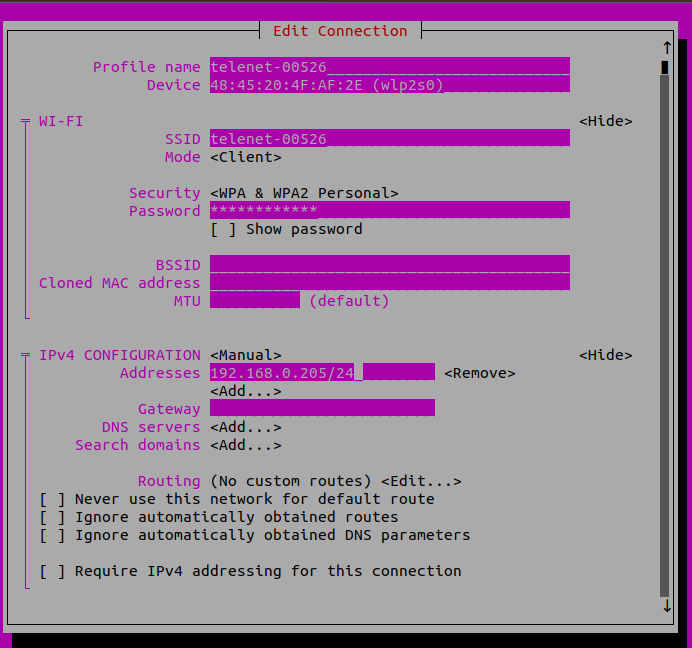 Edit Connection
Profile name telenet-00526
Device 48:45:20:4F:AF:2E (wlp2s0)
WI-FI <Hide>
SSID telenet-00526
Mode <Client>
Security <WPA & WPA2 Personal>
Password ************
[ ] Show password
BSSID
Cloned MAC address
MTU (default)
IPv4 CONFIGURATION <Manual> <Hide>
Addresses 192.168.0.205/24 <Remove>
<Add...>
Gateway
DNS servers <Add...>
Search domains <Add...>
Routing (No custom routes) <Edit...>
[ ] Never use this network for default route
[ ] Ignore automatically obtained routes
[ ] Ignore automatically obtained DNS parameters
[ ] Require IPv4 addressing for this connection